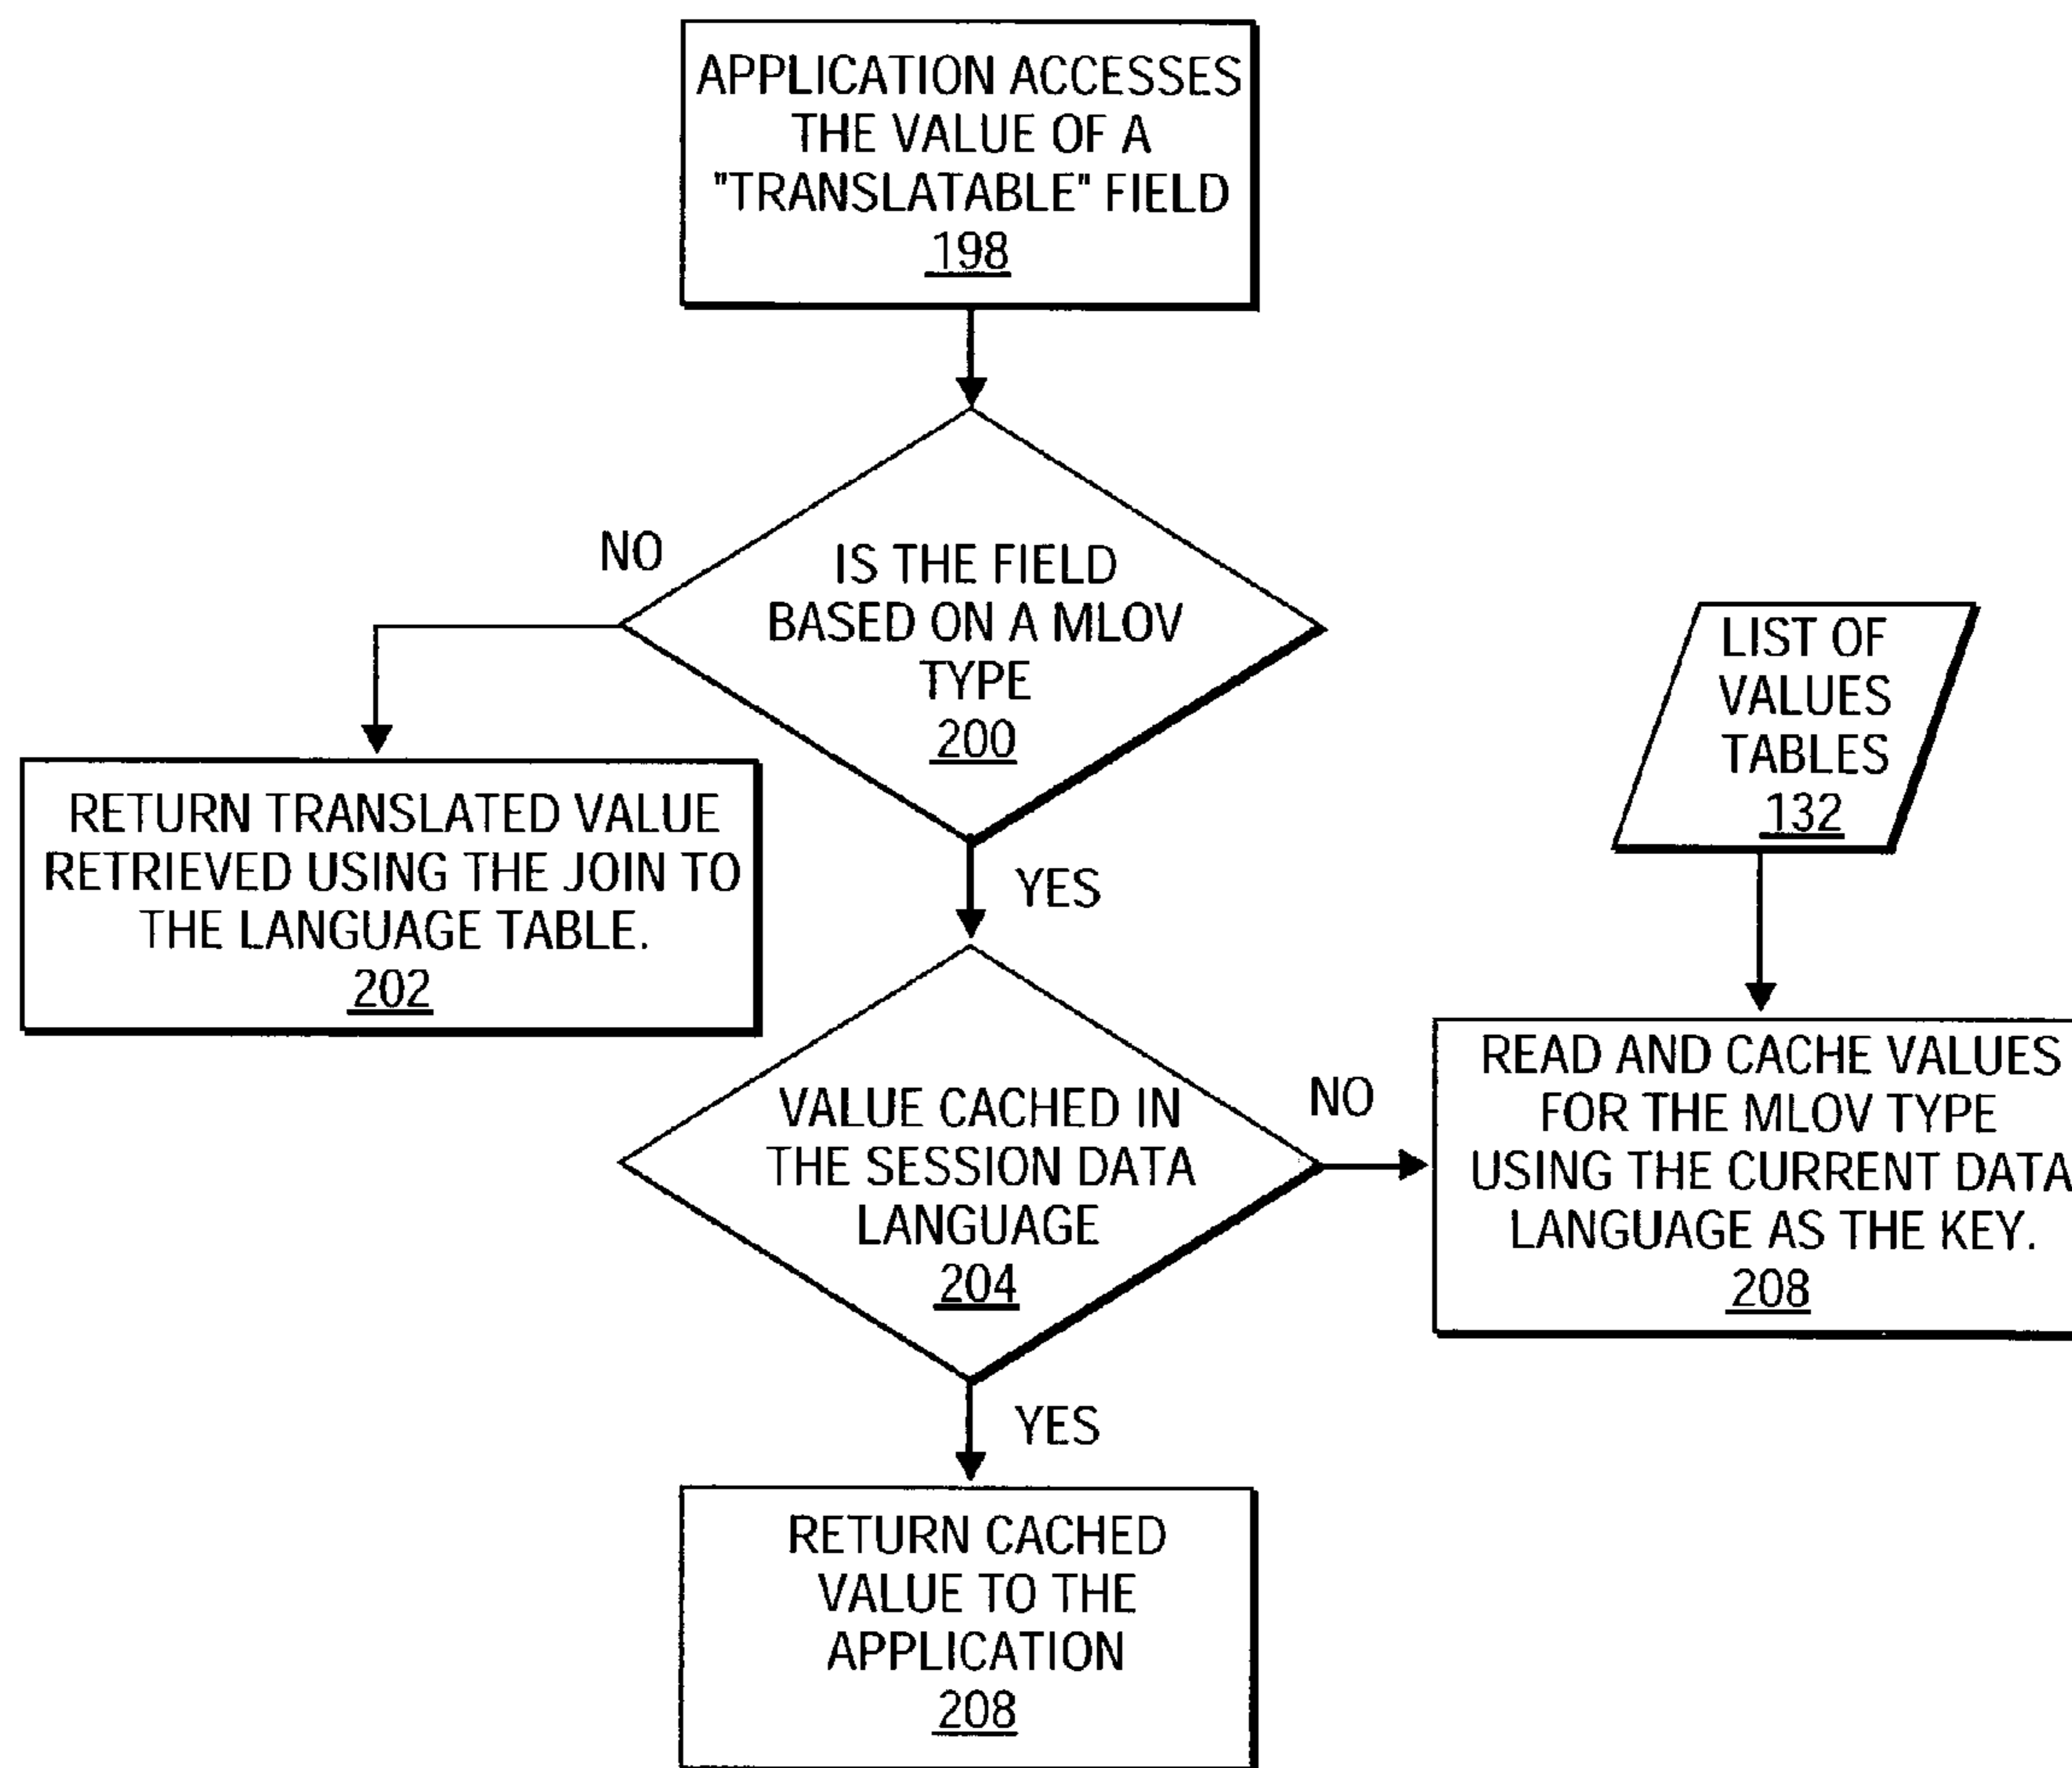 APPLICATION ACCESSES
THE VALUE OF A
"TRANSLATABLE" FIELD
198
NO
IS THE FIELD
BASED ON A MLOV
TYPE
200
LIST OF
VALUES
TABLES
132
RETURN TRANSLATED VALUE
RETRIEVED USING THE JOIN TO
THE LANGUAGE TABLE.
202
YES
VALUE CACHED IN
THE SESSION DATA
LANGUAGE
204
NO
READ AND CACHE VALUES
FOR THE MLOV TYPE
USING THE CURRENT DATA
LANGUAGE AS THE KEY.
208
YES
RETURN CACHED
VALUE TO THE
APPLICATION
208